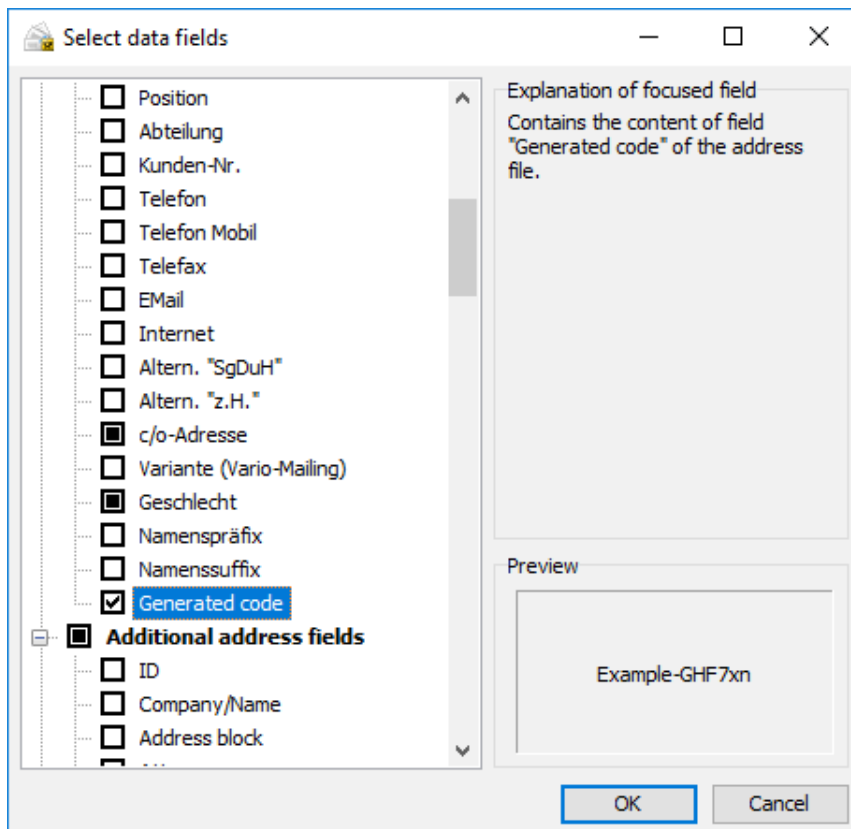 Select data fields
Position
Abteilung
Kunden-Nr.
Telefon
Telefon Mobil
Telefax
EMail
Internet
Altern. "SgDuH"
Altern. "z.H."
c/o-Adresse
Variante (Vario-Mailing)
Geschlecht
Namenspräfix
Namenssuffix
Generated code
Additional address fields
ID
Company/Name
Address block
Explanation of focused field
Contains the content of field
"Generated code" of the address
file.
Preview
Example-GHF7xn
OK
Cancel